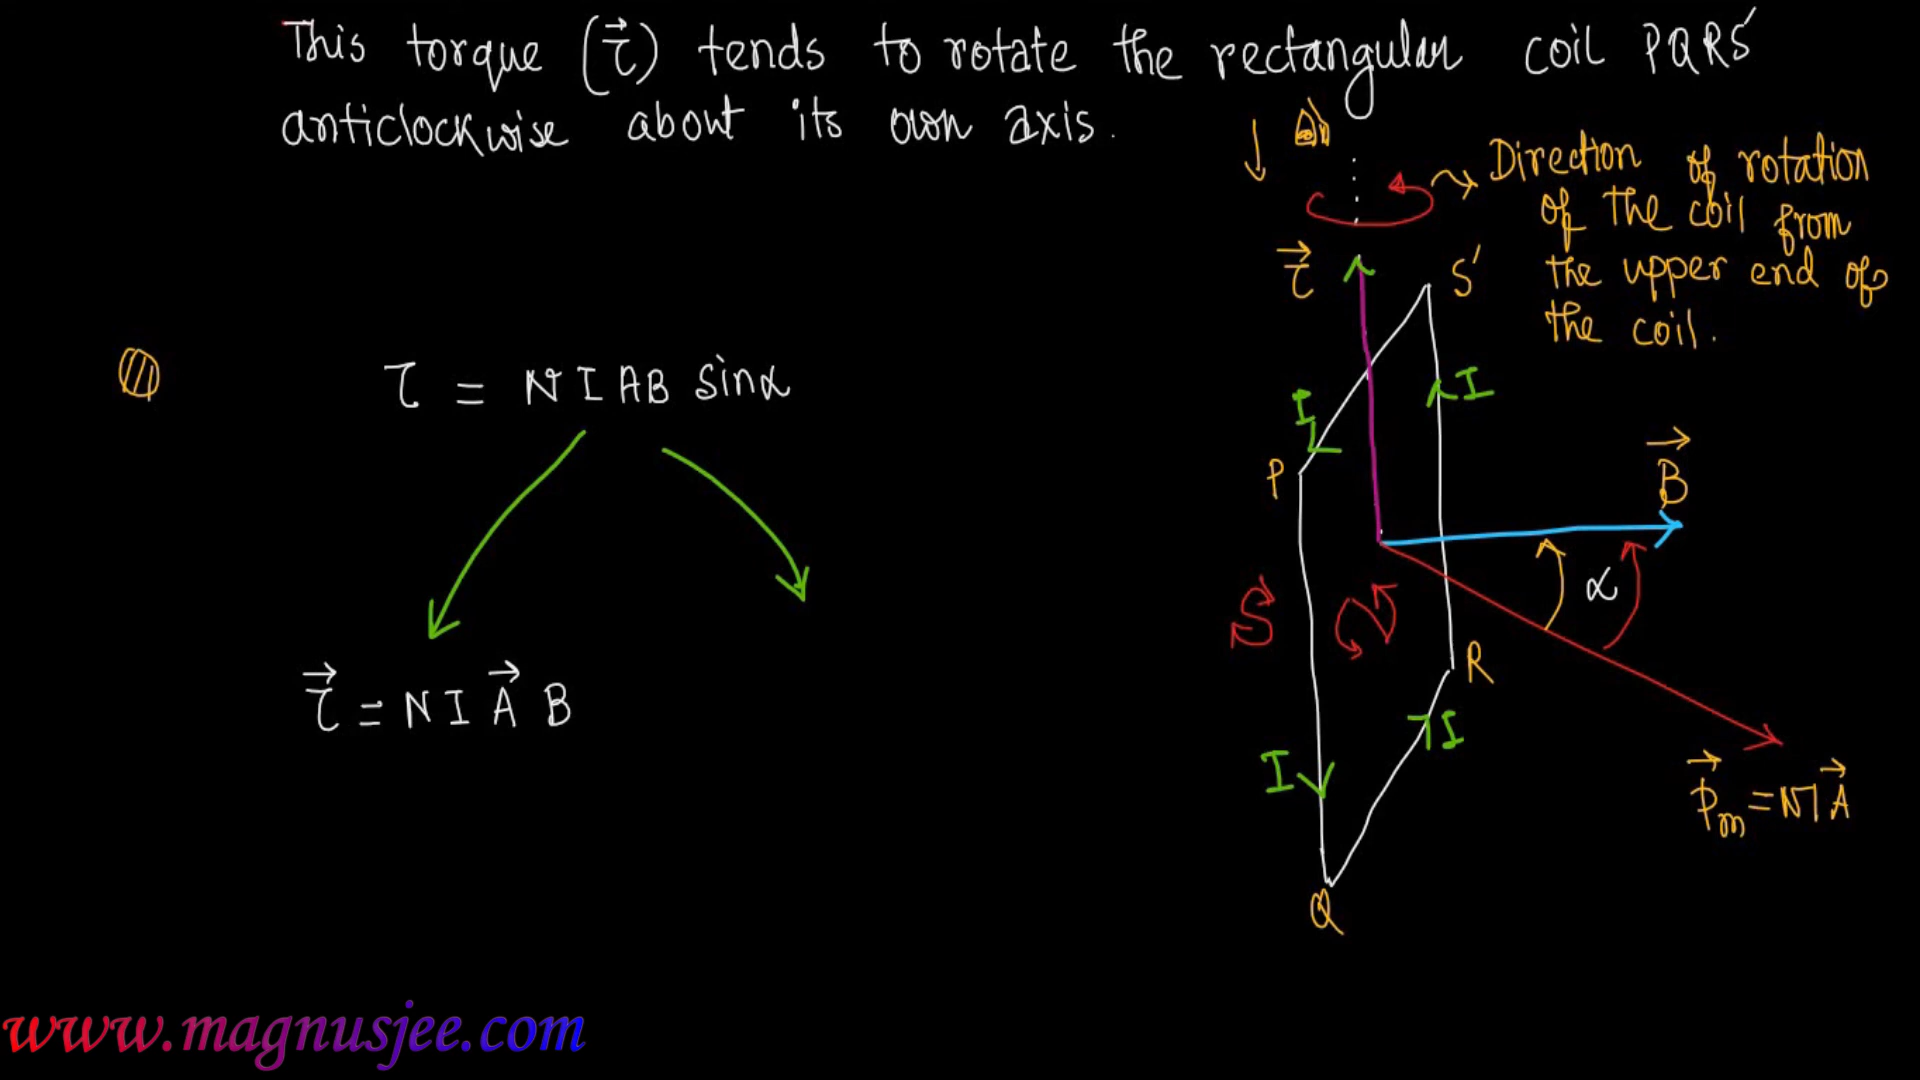 This torque (τ⃗) tends to rotate the rectangular coil PQRS'
anticlockwise about its own axis.
Direction of rotation
of the coil from
the upper end of
the coil.
τ⃗
S'
τ = NIAB sinα
I
I
P
B⃗
α
R
τ⃗ = NIA⃗ B
I
I
p⃗m = NIA⃗
Q
www.magnusjee.com